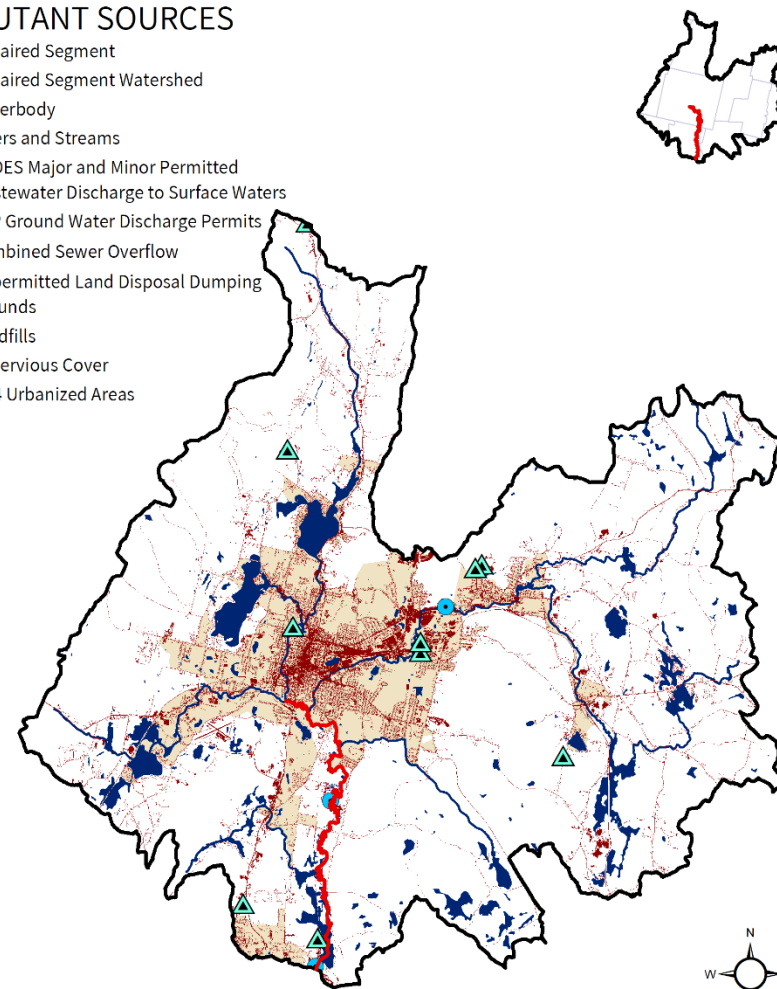 UTANT SOURCES
aired Segment
aired Segment Watershed
erbody
ers and Streams
DES Major and Minor Permitted
stewater Discharge to Surface Waters
Ground Water Discharge Permits
mbined Sewer Overflow
permitted Land Disposal Dumping
unds
dfills
ervious Cover
Urbanized Areas
N
W